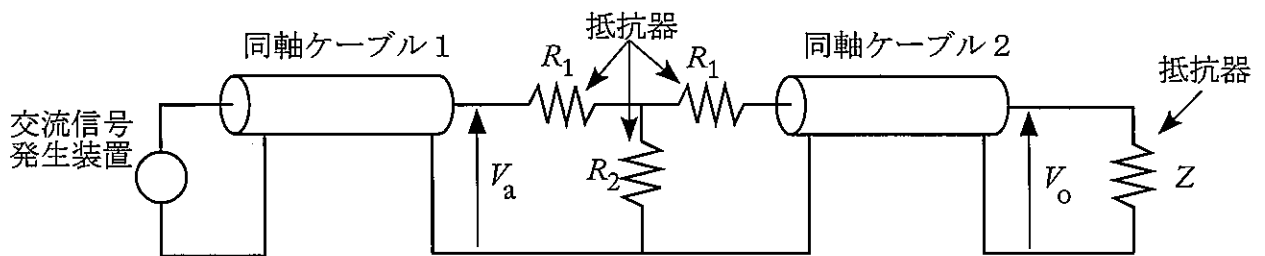 同軸ケーブル1
抵抗器
同軸ケーブル2
抵抗器
R1
R1
交流信号
発生装置
Va
R2
Vo
Z